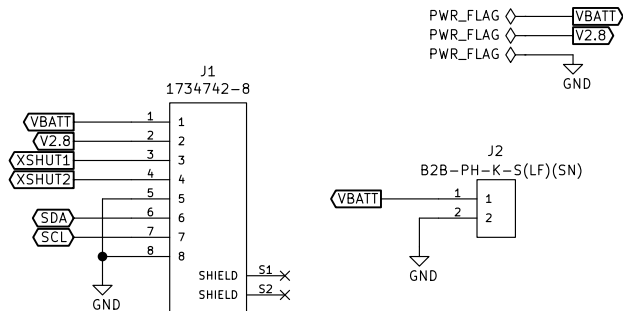 PWR_FLAG VBATT
PWR_FLAG V2.8
PWR_FLAG
GND
J1
1734742-8
VBATT 1 1
V2.8 2 2
XSHUT1 3 3
XSHUT2 4 4
5 5
SDA 6 6
SCL 7 7
8 8
SHIELD S1
SHIELD S2
GND
J2
B2B-PH-K-S(LF)(SN)
VBATT 1 1
2 2
GND